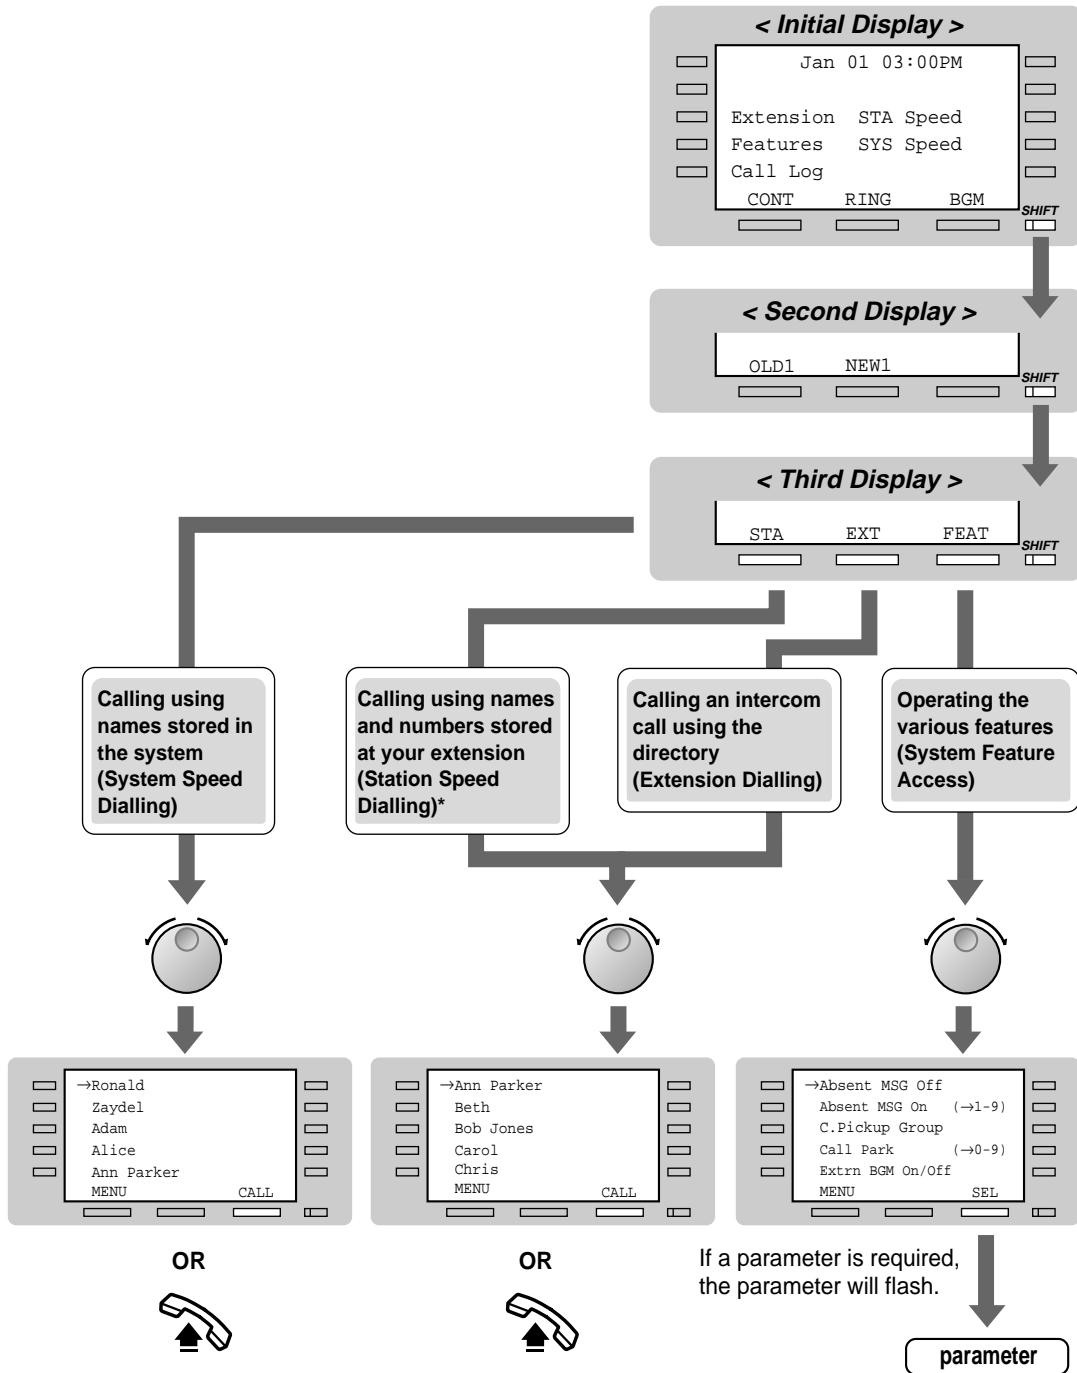 < Initial Display >
Jan 01 03:00PM
Extension STA Speed
Features SYS Speed
Call Log
CONT RING BGM
SHIFT
< Second Display >
OLD1 NEW1
SHIFT
< Third Display >
STA EXT FEAT
SHIFT
Calling using
names stored in
the system
(System Speed
Dialling)
Calling using names
and numbers stored
at your extension
(Station Speed
Dialling)*
Calling an intercom
call using the
directory
(Extension Dialling)
Operating the
various features
(System Feature
Access)
→Ronald
Zaydel
Adam
Alice
Ann Parker
MENU CALL
→Ann Parker
Beth
Bob Jones
Carol
Chris
MENU CALL
→Absent MSG Off
Absent MSG On (→1-9)
C.Pickup Group
Call Park (→0-9)
Extrn BGM On/Off
MENU SEL
OR
OR
If a parameter is required,
the parameter will flash.
parameter